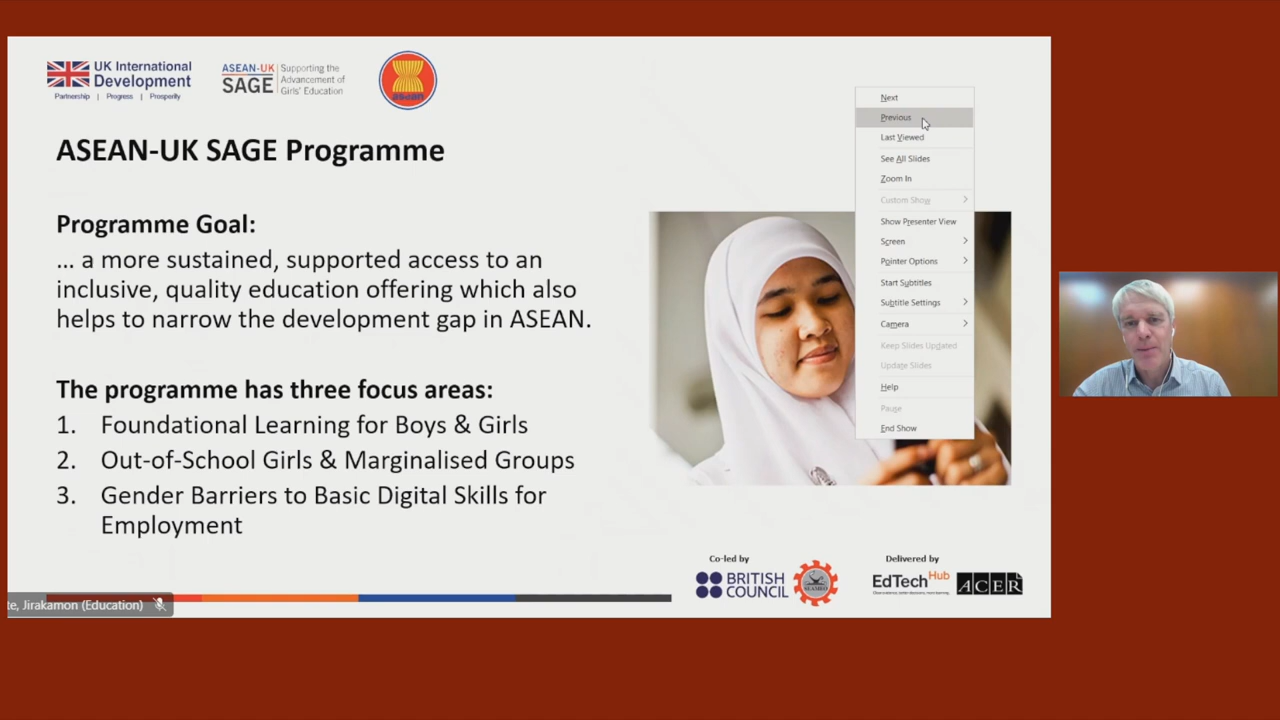 UK International
Development
Partnership | Progress | Prosperity
ASEAN-UK
SAGE
Supporting the
Advancement of
Girls' Education
asean
ASEAN-UK SAGE Programme
Programme Goal:
... a more sustained, supported access to an
inclusive, quality education offering which also
helps to narrow the development gap in ASEAN.
The programme has three focus areas:
1. Foundational Learning for Boys & Girls
2. Out-of-School Girls & Marginalised Groups
3. Gender Barriers to Basic Digital Skills for
Employment
Next
Previous
Last Viewed
See All Slides
Zoom In
Custom Show
Show Presenter View
Screen
Pointer Options
Start Subtitles
Subtitle Settings
Camera
Keep Slides Updated
Update Slides
Help
Pause
End Show
Co-led by
BRITISH
COUNCIL
SEAMEO
Delivered by
EdTech Hub
ACER
te, Jirakamon (Education)